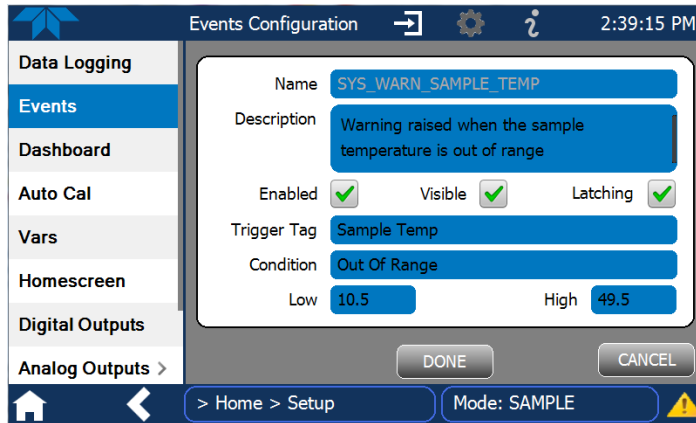 Events Configuration
2:39:15 PM
Data Logging
Events
Dashboard
Auto Cal
Vars
Homescreen
Digital Outputs
Analog Outputs >
Name SYS_WARN_SAMPLE_TEMP
Description Warning raised when the sample
temperature is out of range
Enabled Visible Latching
Trigger Tag Sample Temp
Condition Out Of Range
Low 10.5 High 49.5
DONE CANCEL
> Home > Setup Mode: SAMPLE